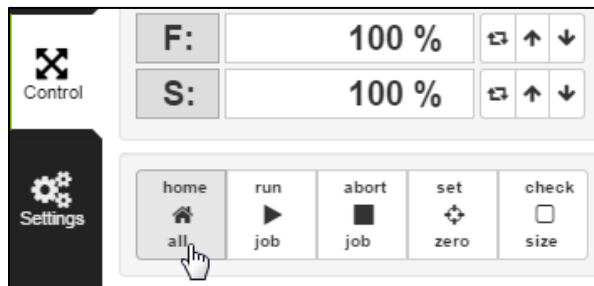 F: 100 %
Control
S: 100 %
Settings
home run abort set check
all job job zero size